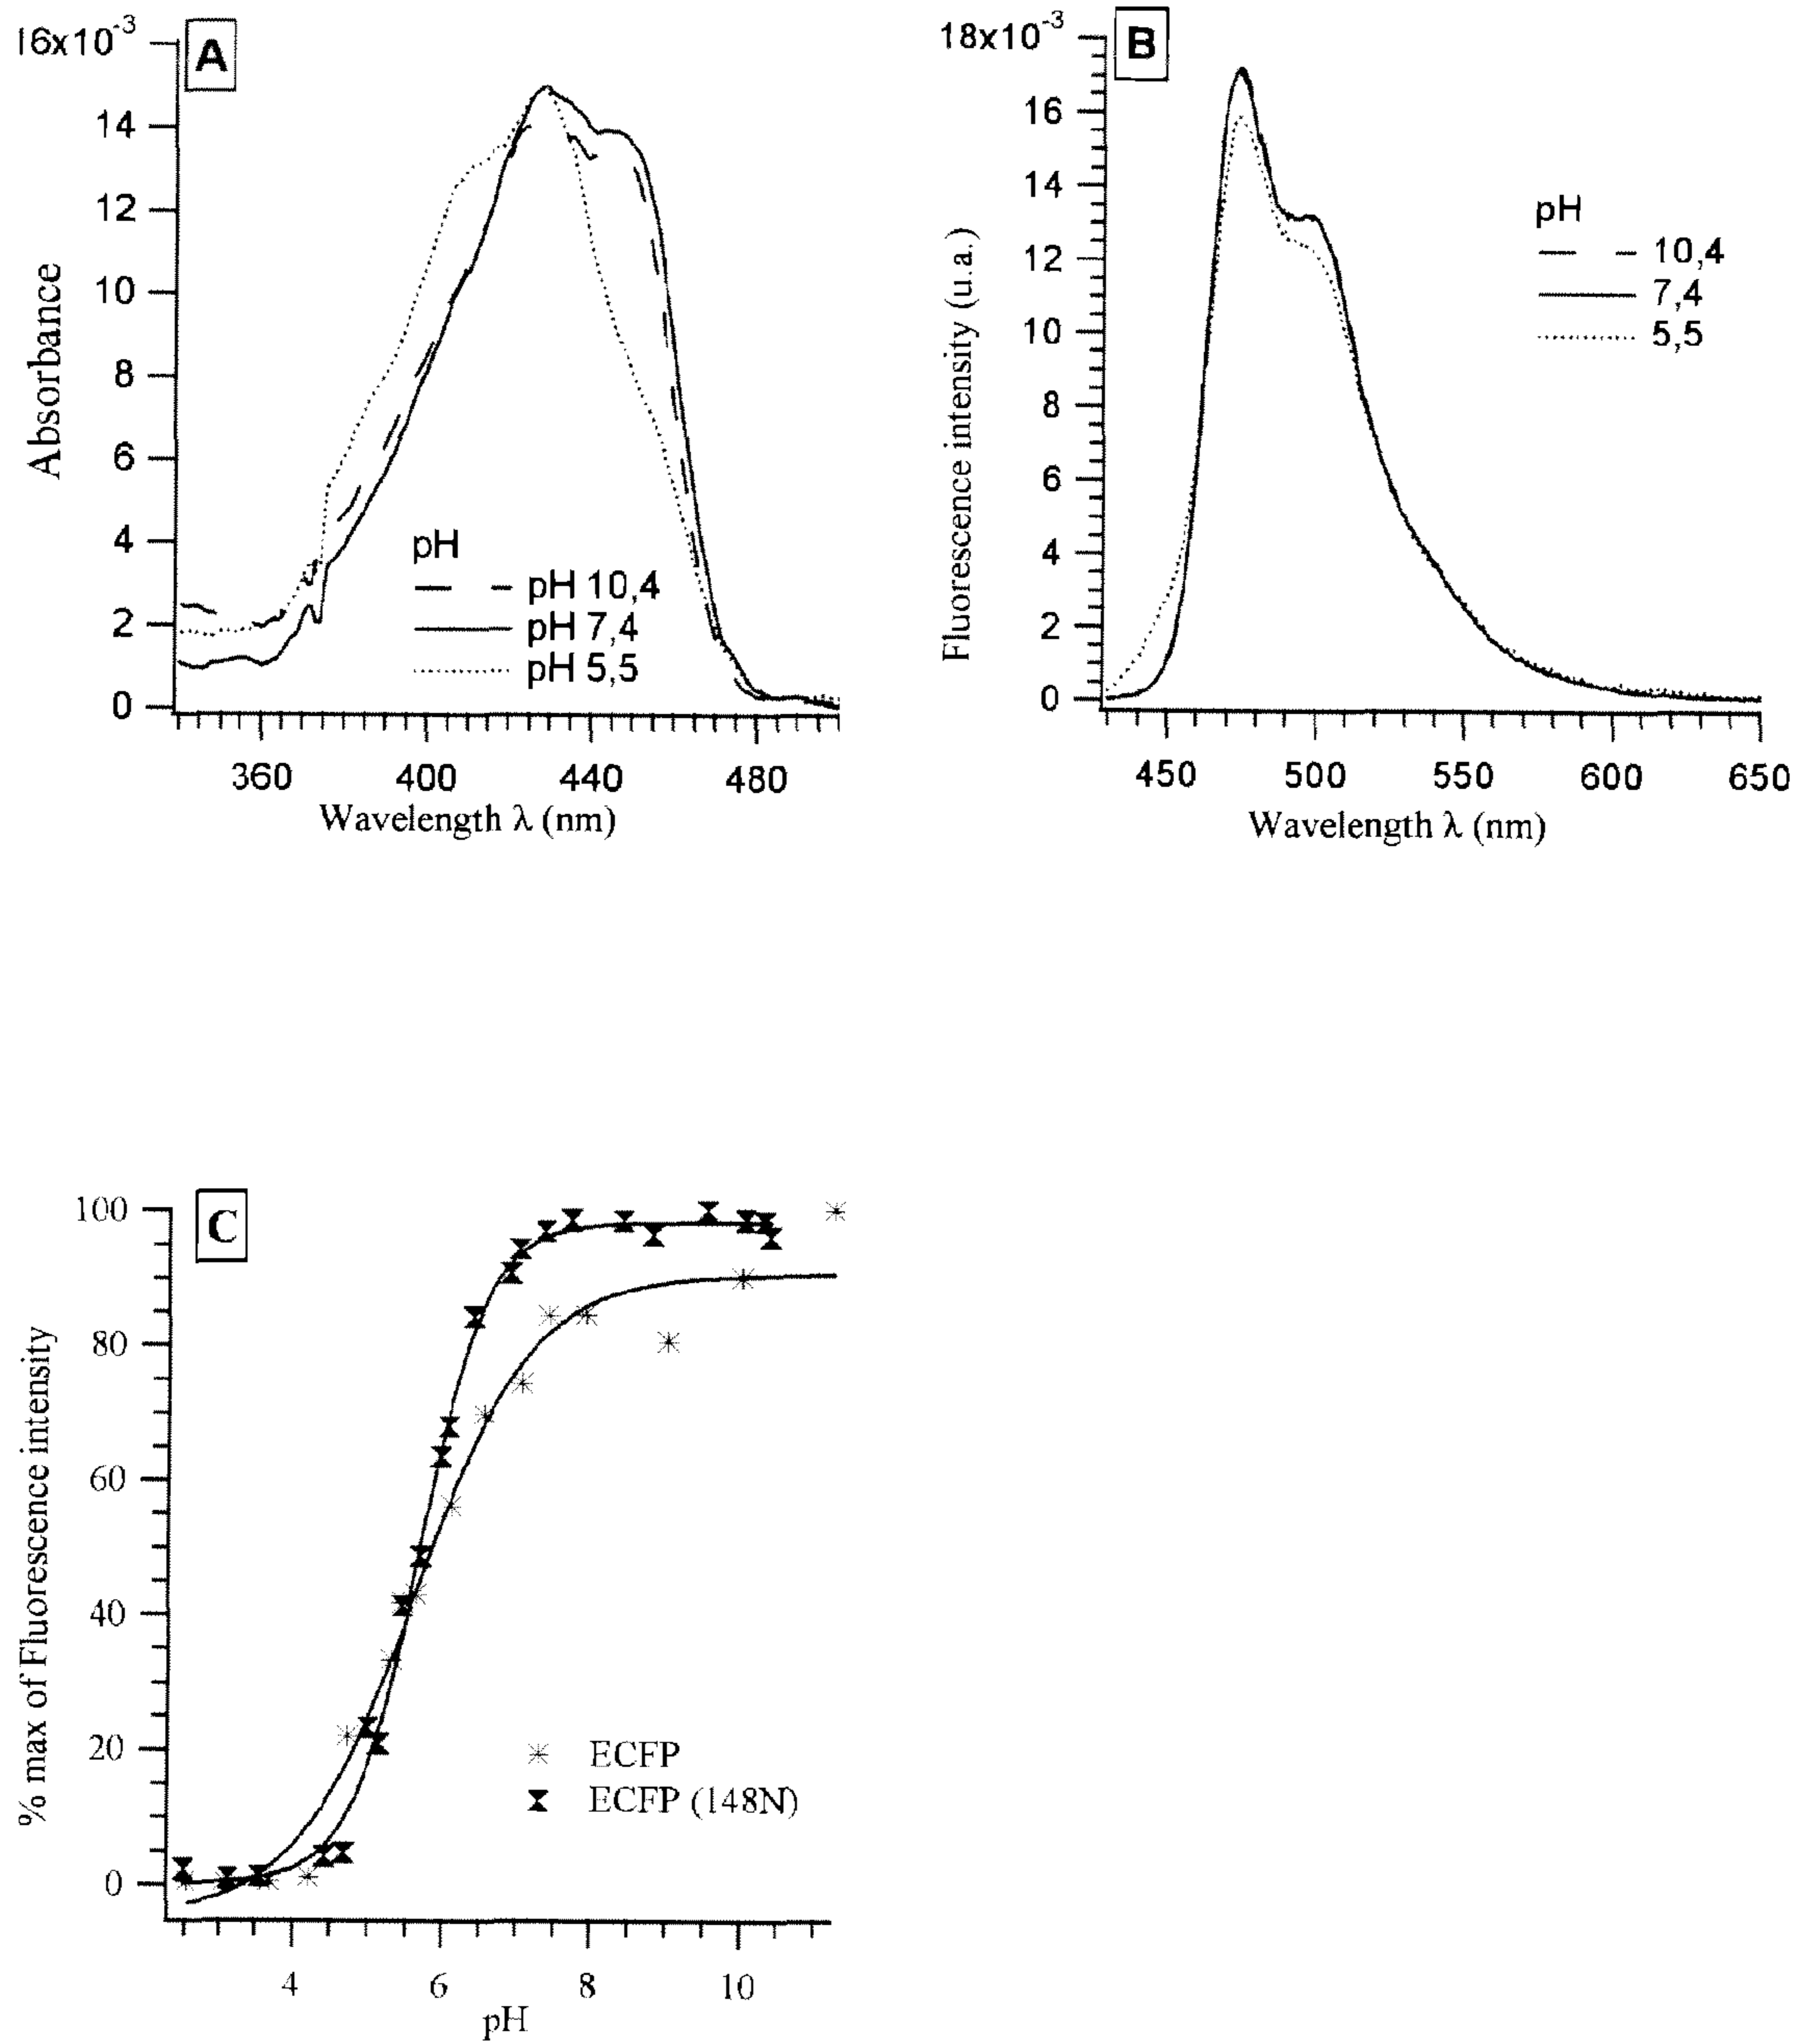 A
16x10-3
14
12
10
8
6
4
2
0
Absorbance
pH
pH 10,4
pH 7,4
pH 5,5
360 400 440 480
Wavelength λ (nm)
B
18x10-3
16
14
12
10
8
6
4
2
0
Fluorescence intensity (u.a.)
pH
10,4
7,4
5,5
450 500 550 600 650
Wavelength λ (nm)
C
100
80
60
40
20
0
% max of Fluorescence intensity
ECFP
ECFP (148N)
4 6 8 10
pH